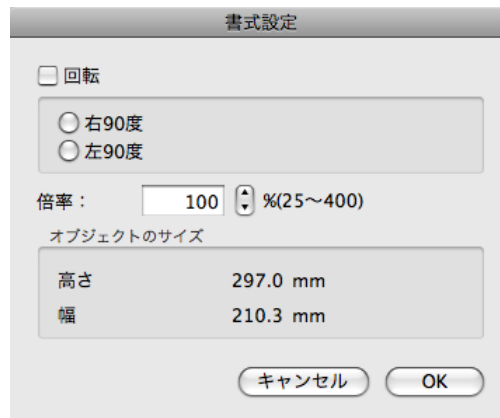 書式設定
回転
右90度
左90度
倍率： 100 %(25〜400)
オブジェクトのサイズ
高さ 297.0 mm
幅 210.3 mm
キャンセル OK